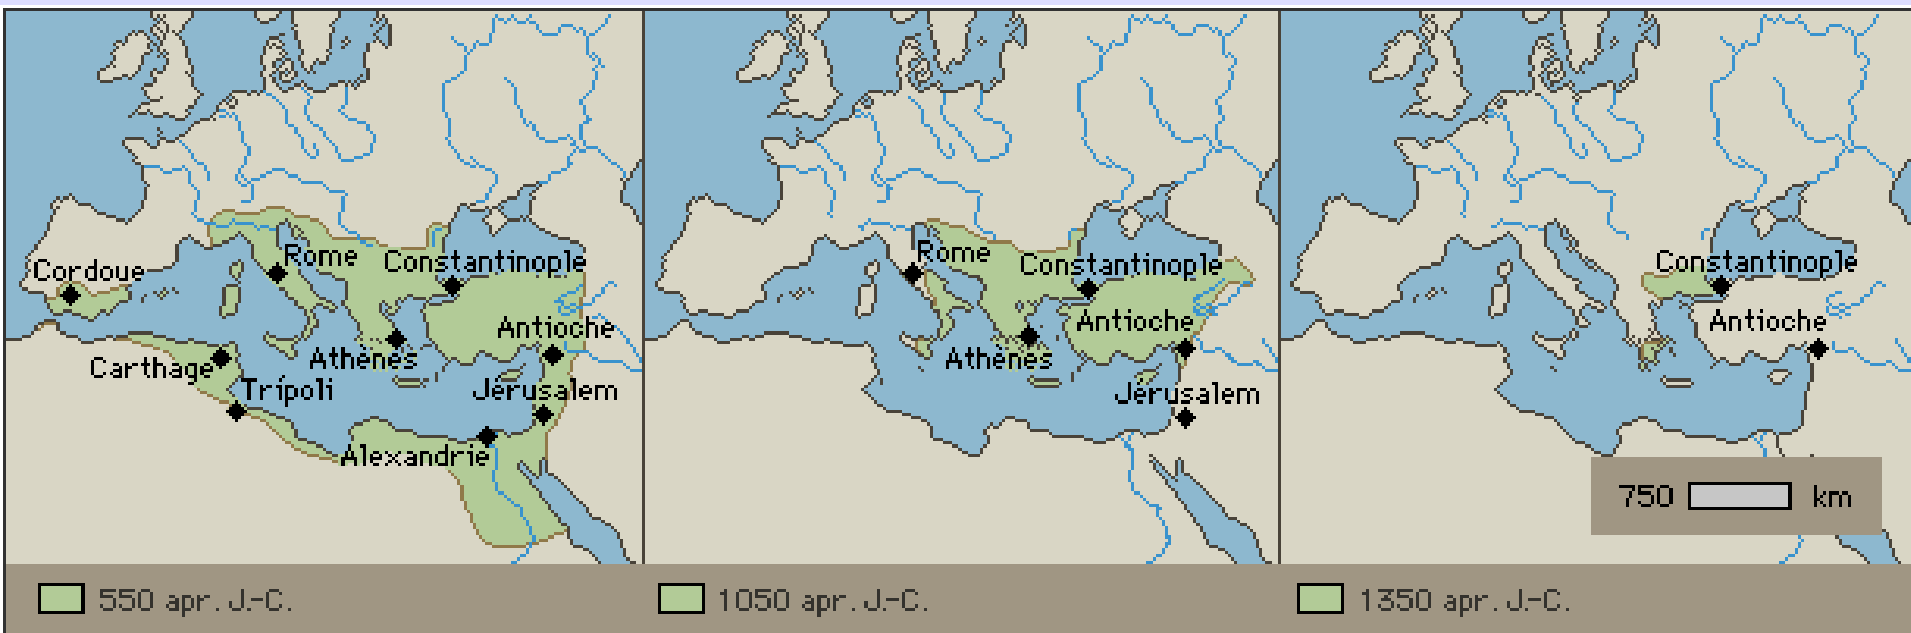 Rome
Constantinople
Cordoue
Antioche
Athènes
Carthage
Tripoli
Jérusalem
Alexandrie
550 apr. J.-C.
Rome
Constantinople
Antioche
Athènes
Jérusalem
1050 apr. J.-C.
Constantinople
Antioche
750 km
1350 apr. J.-C.